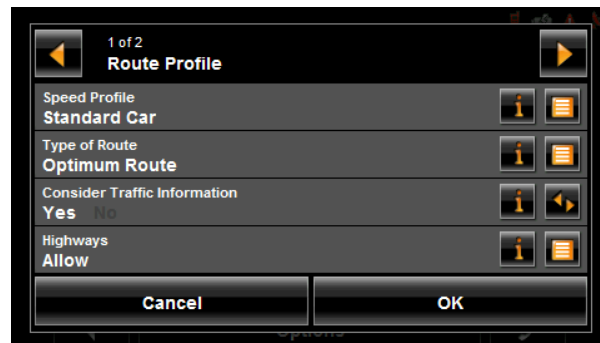 1 of 2
Route Profile
Speed Profile
Standard Car
Type of Route
Optimum Route
Consider Traffic Information
Yes No
Highways
Allow
Cancel OK
Options